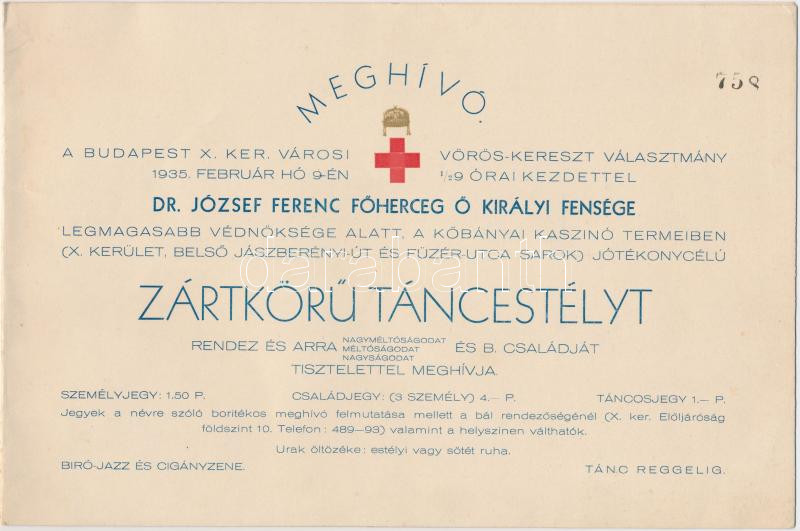 MEGHÍVÓ.
758
A BUDAPEST X. KER. VÁROSI VÖRÖS-KERESZT VÁLASZTMÁNY
1935. FEBRUÁR HÓ 9-ÉN ½9 ÓRAI KEZDETTEL
DR. JÓZSEF FERENC FŐHERCEG Ő KIRÁLYI FENSÉGE
LEGMAGASABB VÉDNÖKSÉGE ALATT, A KŐBÁNYAI KASZINÓ TERMEIBEN
(X. KERÜLET, BELSŐ JÁSZBERÉNYI-ÚT ÉS FÜZÉR-UTCA SAROK) JÓTÉKONYCÉLÚ
darabanth
ZÁRTKÖRŰ TÁNCESTÉLYT
RENDEZ ÉS ARRA NAGYMÉLTÓSÁGODAT MÉLTÓSÁGODAT NAGYSÁGODAT ÉS B. CSALÁDJÁT
TISZTELETTEL MEGHÍVJA.
SZEMÉLYJEGY: 1.50 P. CSALÁDJEGY: (3 SZEMÉLY) 4.— P. TÁNCOSJEGY 1.— P.
Jegyek a névre szóló borítékos meghívó felmutatása mellett a bál rendezőségénél (X. ker. Elöljáróság
földszint 10. Telefon: 489—93) valamint a helyszinen válthatók.
Urak öltözéke: estélyi vagy sötét ruha.
BIRÓ-JAZZ ÉS CIGÁNYZENE. TÁNC REGGELIG.